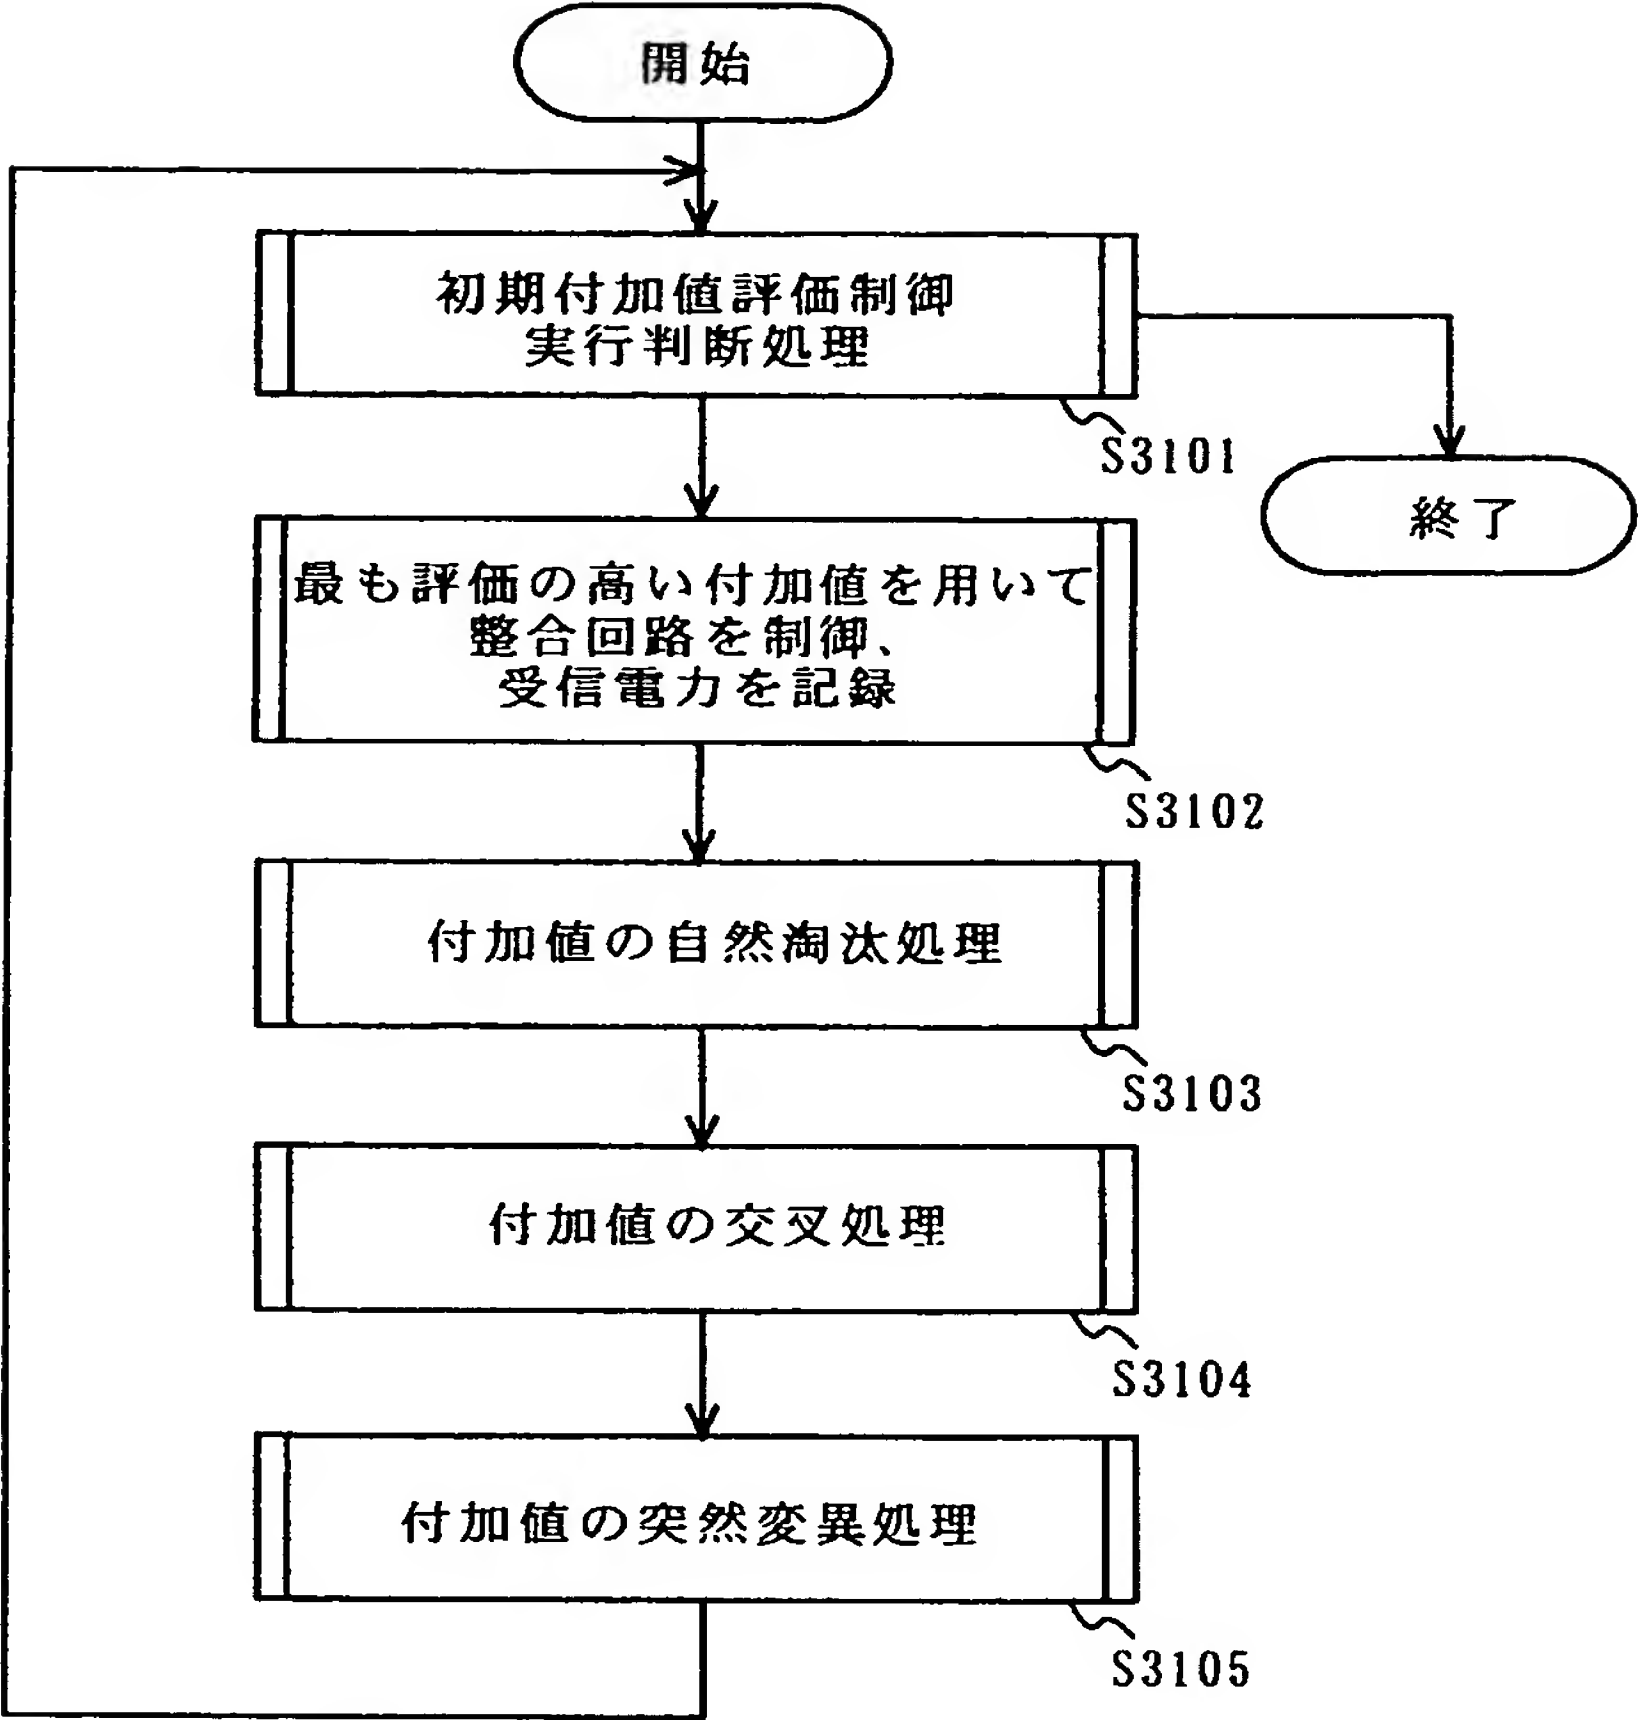 開始
初期付加値評価制御
実行判断処理
S3101
終了
最も評価の高い付加値を用いて
整合回路を制御、
受信電力を記録
S3102
付加値の自然淘汰処理
S3103
付加値の交叉処理
S3104
付加値の突然変異処理
S3105